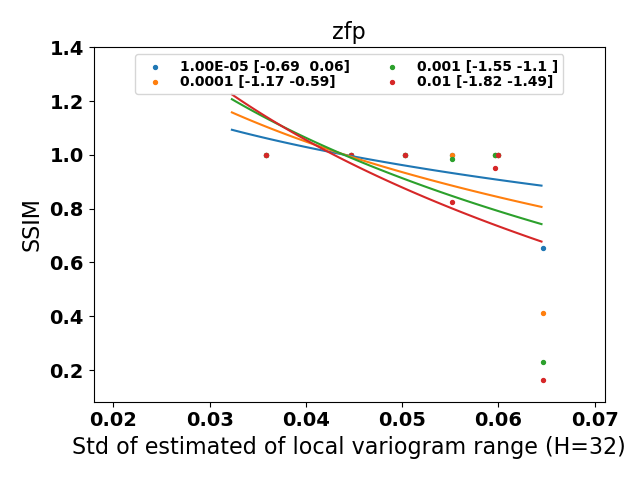 zfp
1.00E-05 [-0.69  0.06]
0.0001 [-1.17 -0.59]
0.001 [-1.55 -1.1 ]
0.01 [-1.82 -1.49]
SSIM
1.4
1.2
1.0
0.8
0.6
0.4
0.2
0.02 0.03 0.04 0.05 0.06 0.07
Std of estimated of local variogram range (H=32)